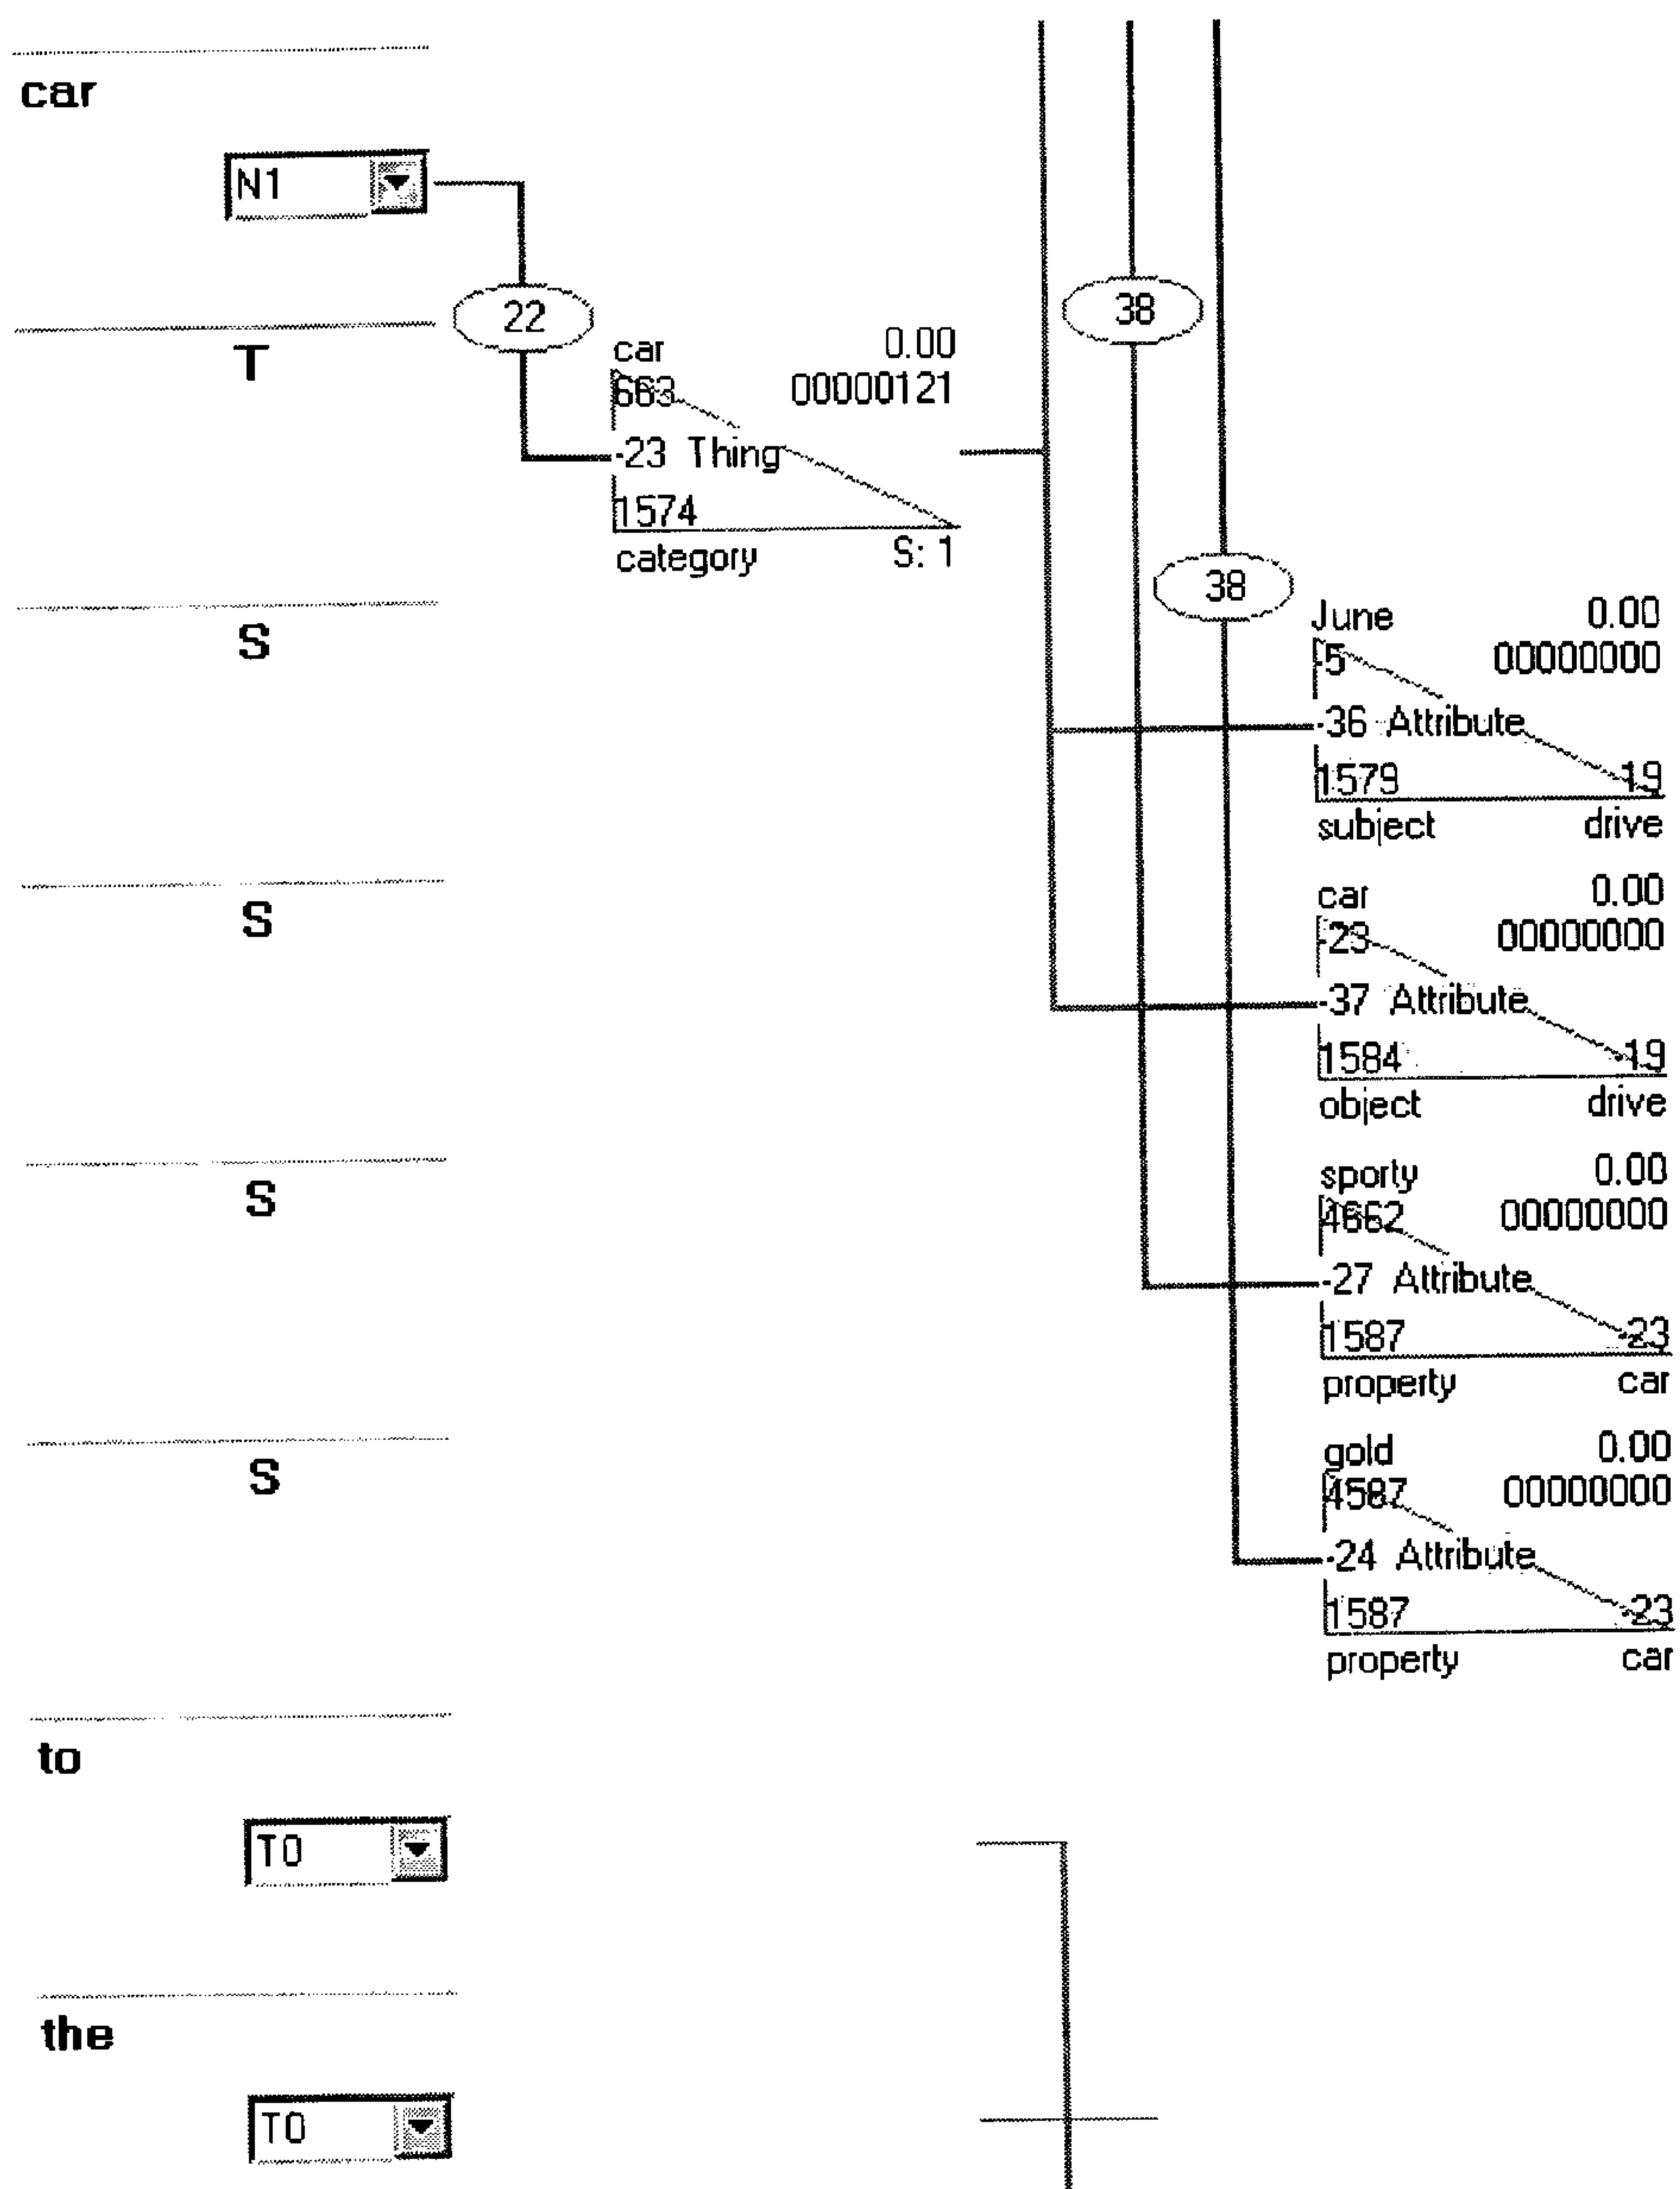 car
N1
22
38
T
car 0.00
663 00000121
-23 Thing
1574
category S: 1
38
S
June 0.00
-5 00000000
-36 Attribute
1579 -19
subject drive
S
car 0.00
-23 00000000
-37 Attribute
1584 -19
object drive
S
sporty 0.00
4662 00000000
-27 Attribute
1587 -23
property car
S
gold 0.00
4587 00000000
-24 Attribute
1587 -23
property car
to
T0
the
T0